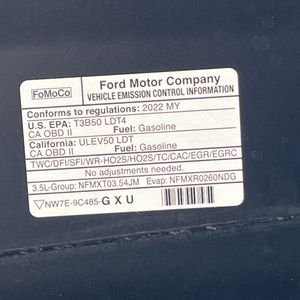 FoMoCo
Ford Motor Company
VEHICLE EMISSION CONTROL INFORMATION
Conforms to regulations: 2022 MY
U.S. EPA: T3B50 LDT4
CA OBD II Fuel: Gasoline
California: ULEV50 LDT
CA OBD II Fuel: Gasoline
TWC/DFI/SFI/WR-HO2S/HO2S/TC/CAC/EGR/EGRC
No adjustments needed.
3.5L-Group: NFMXT03.54JM Evap: NFMXR0260NDG
▽NW7E-9C485-GXU